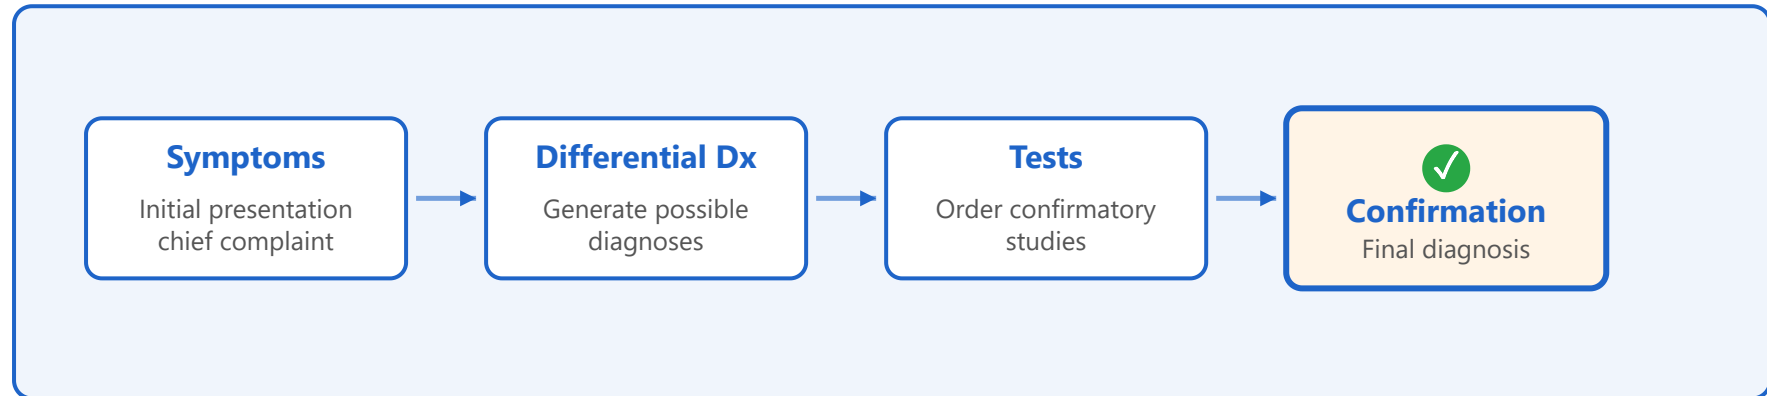 Symptoms
Initial presentation
chief complaint
Differential Dx
Generate possible
diagnoses
Tests
Order confirmatory
studies
Confirmation
Final diagnosis